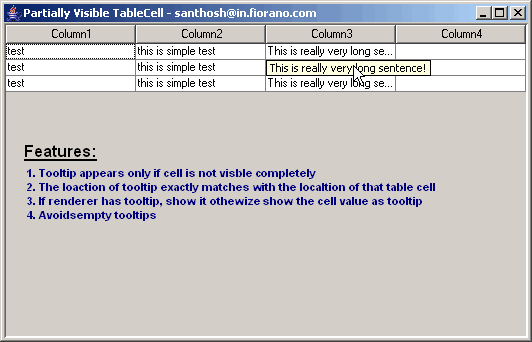 Partially Visible TableCell - santhosh@in.fiorano.com
Column1 Column2 Column3 Column4
test this is simple test This is really very long se...
test this is simple test This is really very long sentence!
test this is simple test This is really very long se...
Features:
1. Tooltip appears only if cell is not visble completely
2. The loaction of tooltip exactly matches with the localtion of that table cell
3. If renderer has tooltip, show it othewize show the cell value as tooltip
4. Avoidsempty tooltips